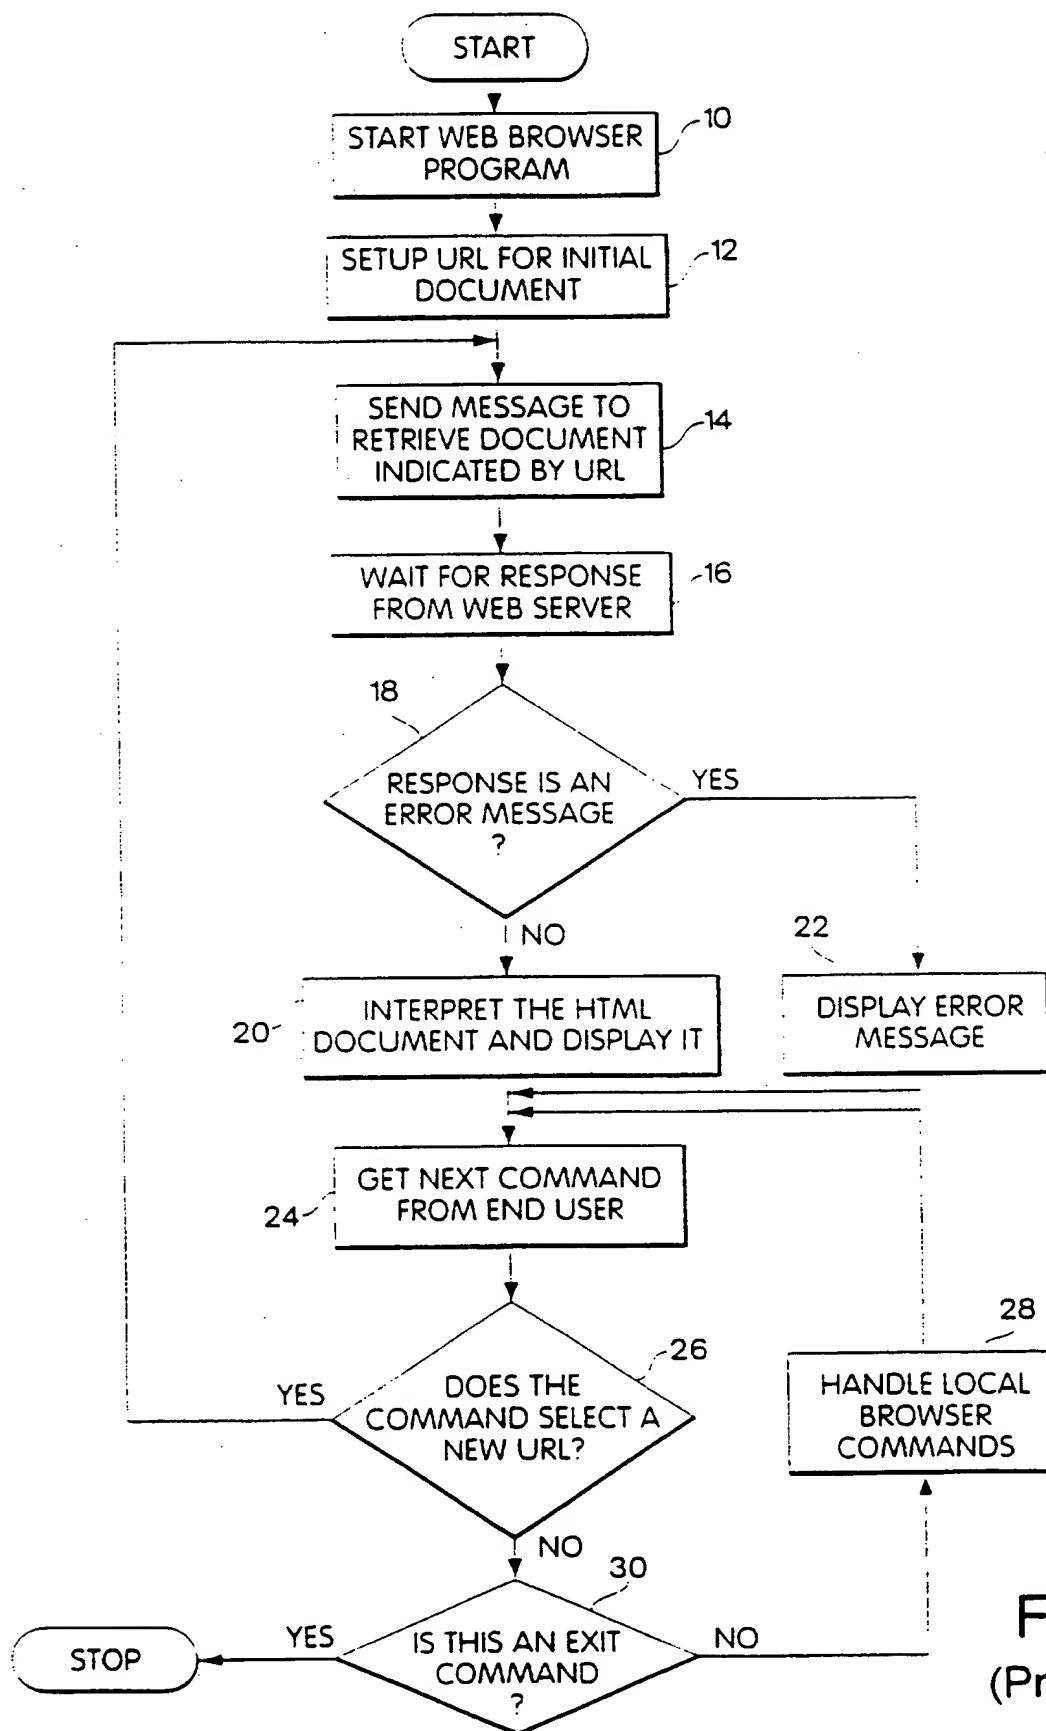 START
START WEB BROWSER
PROGRAM
10
SETUP URL FOR INITIAL
DOCUMENT
12
SEND MESSAGE TO
RETRIEVE DOCUMENT
INDICATED BY URL
14
WAIT FOR RESPONSE
FROM WEB SERVER
16
18
RESPONSE IS AN
ERROR MESSAGE
?
YES
NO
22
20
INTERPRET THE HTML
DOCUMENT AND DISPLAY IT
DISPLAY ERROR
MESSAGE
24
GET NEXT COMMAND
FROM END USER
26
YES
DOES THE
COMMAND SELECT A
NEW URL?
28
HANDLE LOCAL
BROWSER
COMMANDS
NO
30
STOP
YES
IS THIS AN EXIT
COMMAND
?
NO
F
(Pr